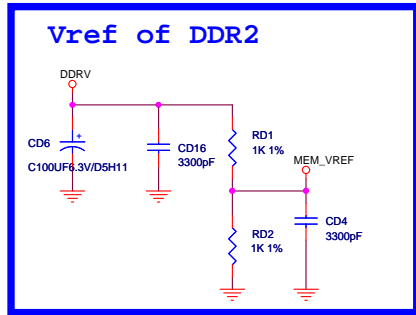 Vref of DDR2
DDRV
+
CD6
C100UF6.3V/D5H11
CD16
3300pF
RD1
1K 1%
MEM_VREF
RD2
1K 1%
CD4
3300pF